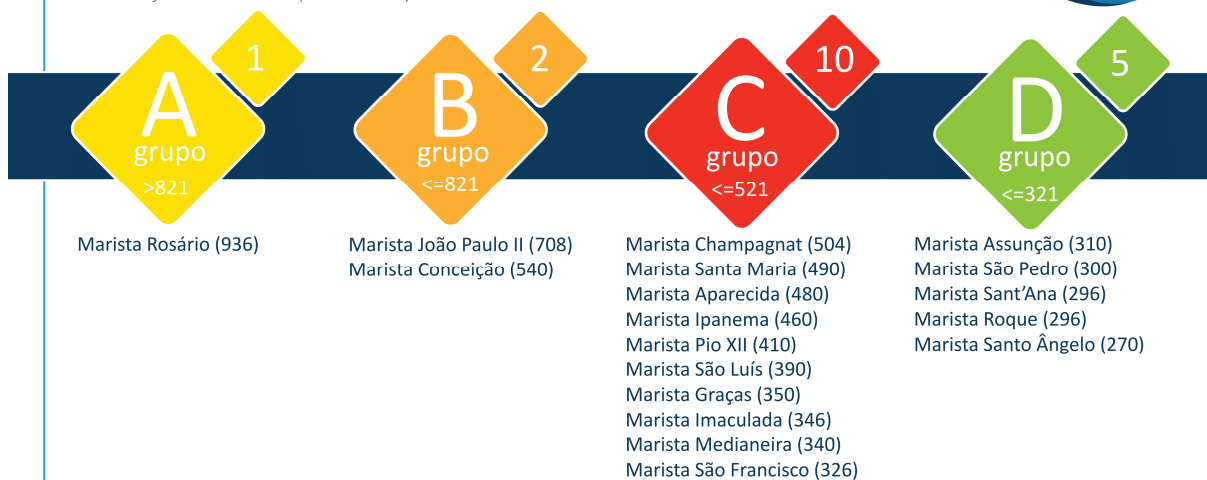 1
A
grupo
>821
Marista Rosário (936)
2
B
grupo
<=821
Marista João Paulo II (708)
Marista Conceição (540)
10
C
grupo
<=521
Marista Champagnat (504)
Marista Santa Maria (490)
Marista Aparecida (480)
Marista Ipanema (460)
Marista Pio XII (410)
Marista São Luís (390)
Marista Graças (350)
Marista Imaculada (346)
Marista Medianeira (340)
Marista São Francisco (326)
5
D
grupo
<=321
Marista Assunção (310)
Marista São Pedro (300)
Marista Sant’Ana (296)
Marista Roque (296)
Marista Santo Ângelo (270)